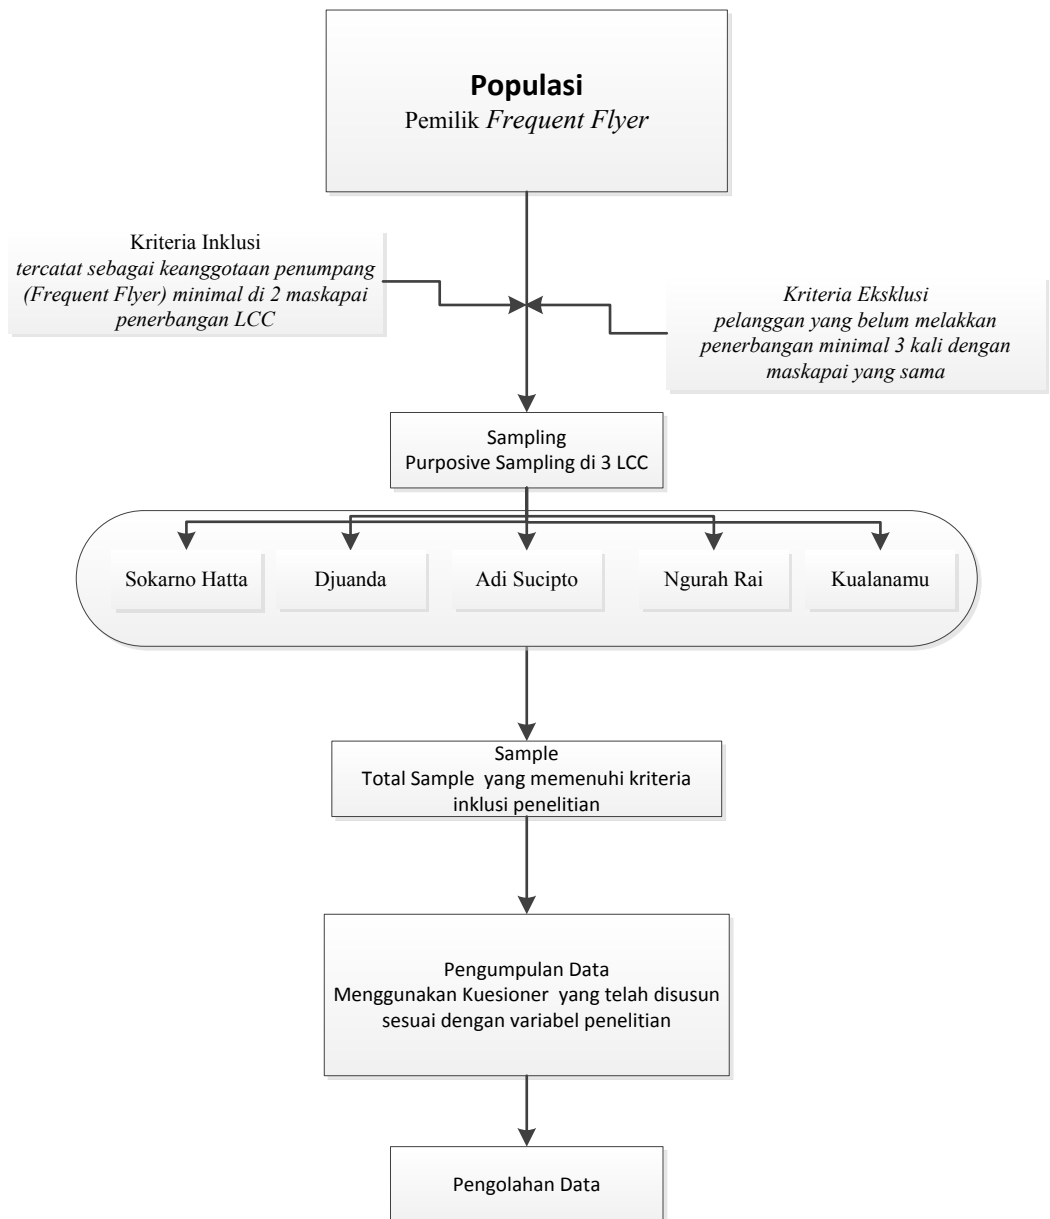 Populasi
Pemilik Frequent Flyer
Kriteria Inklusi
tercatat sebagai keanggotaan penumpang
(Frequent Flyer) minimal di 2 maskapai
penerbangan LCC
Kriteria Eksklusi
pelanggan yang belum melakkan
penerbangan minimal 3 kali dengan
maskapai yang sama
Sampling
Purposive Sampling di 3 LCC
Sokarno Hatta
Djuanda
Adi Sucipto
Ngurah Rai
Kualanamu
Sample
Total Sample yang memenuhi kriteria
inklusi penelitian
Pengumpulan Data
Menggunakan Kuesioner yang telah disusun
sesuai dengan variabel penelitian
Pengolahan Data